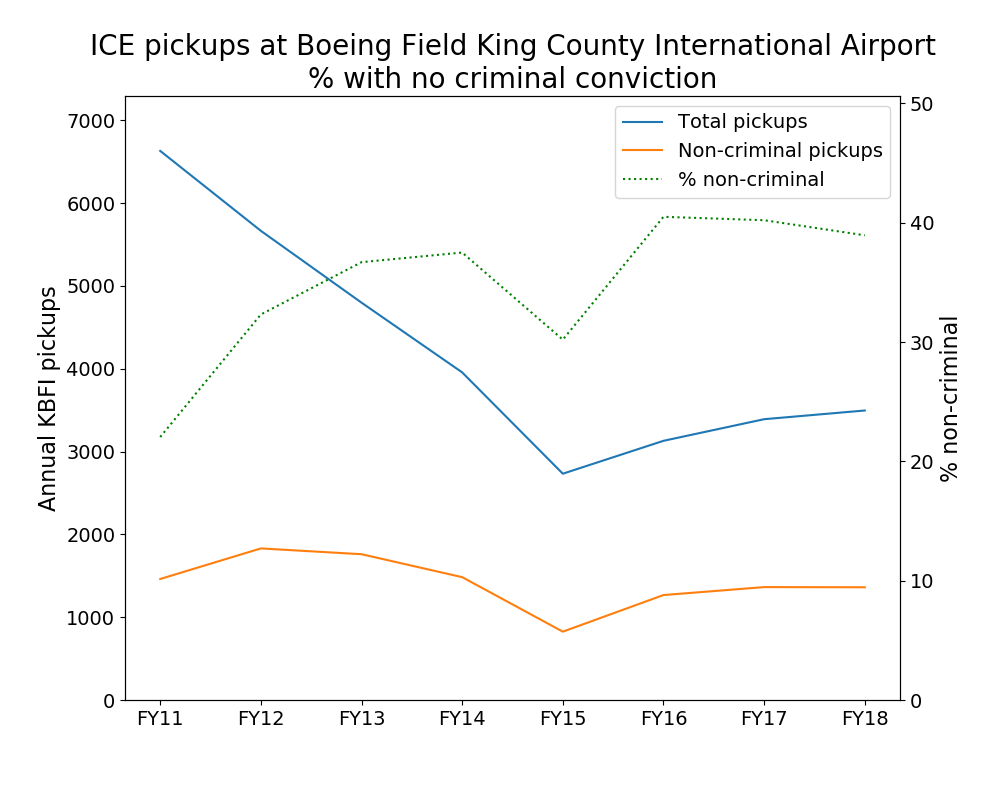 ICE pickups at Boeing Field King County International Airport
% with no criminal conviction
Total pickups
Non-criminal pickups
% non-criminal
Annual KBFI pickups
7000
6000
5000
4000
3000
2000
1000
0
50
40
30
20
10
0
% non-criminal
FY11 FY12 FY13 FY14 FY15 FY16 FY17 FY18